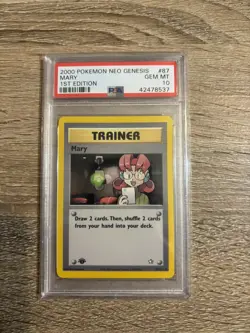 2000 POKEMON NEO GENESIS #87
MARY GEM MT
1ST EDITION 10
PSA 42478537
TRAINER
Mary
Draw 2 cards. Then, shuffle 2 cards
from your hand into your deck.